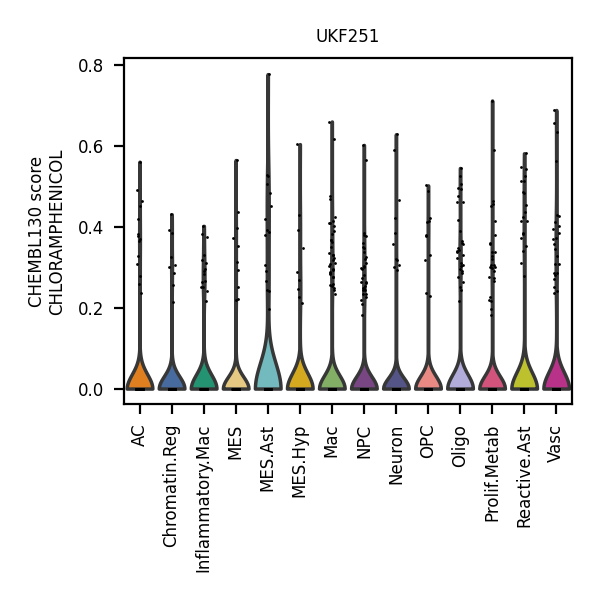 UKF251
CHEMBL130 score
CHLORAMPHENICOL
0.8
0.6
0.4
0.2
0.0
AC
Chromatin.Reg
Inflammatory.Mac
MES
MES.Ast
MES.Hyp
Mac
NPC
Neuron
OPC
Oligo
Prolif.Metab
Reactive.Ast
Vasc